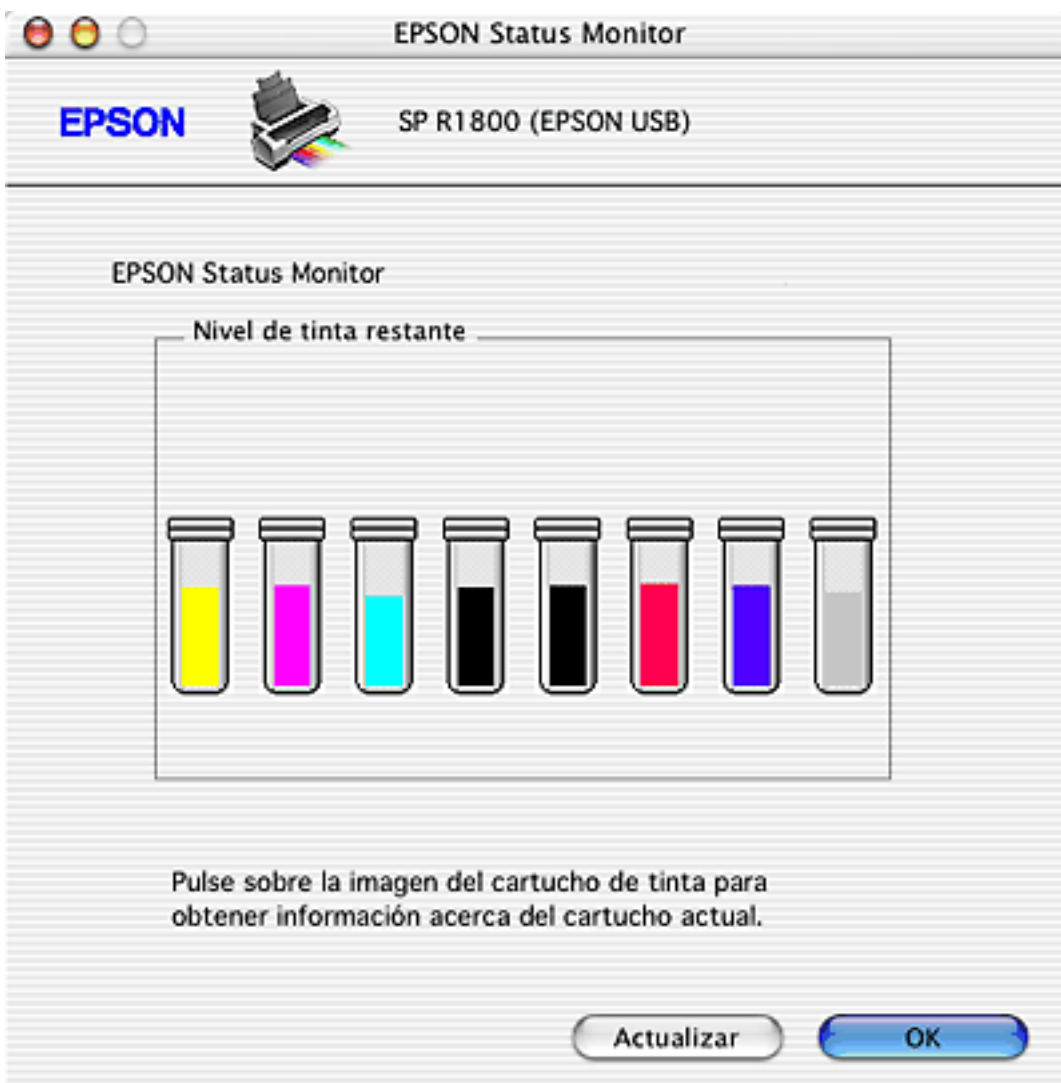 EPSON Status Monitor
EPSON
SP R1800 (EPSON USB)
EPSON Status Monitor
Nivel de tinta restante
Pulse sobre la imagen del cartucho de tinta para
obtener información acerca del cartucho actual.
Actualizar
OK